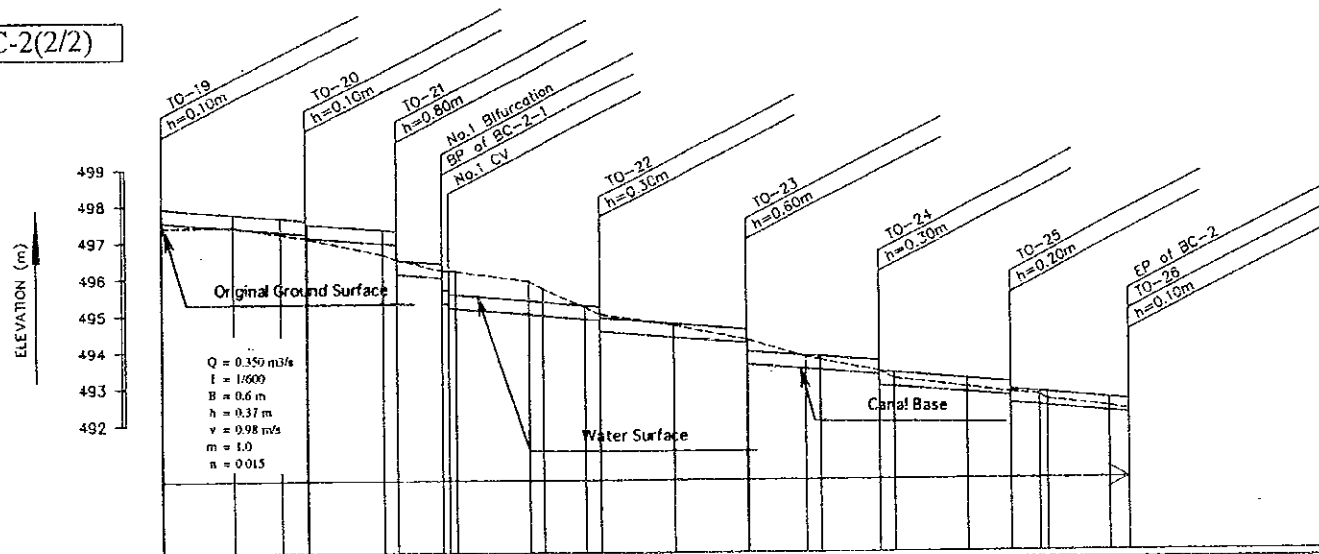 C-2(2/2)
TO-19
h=0.10m
TO-20
h=0.10m
TO-21
h=0.80m
No.1 Bifurcation
BP of BC-2-1
No.1 CV
TO-22
h=0.30m
TO-23
h=0.60m
TO-24
h=0.30m
TO-25
h=0.20m
EP of BC-2
TO-26
h=0.10m
ELEVATION (m)
499
498
497
496
495
494
493
492
Original Ground Surface
Water Surface
Canal Base
Q = 0.350 m3/s
I = 1/600
B = 0.6 m
h = 0.37 m
v = 0.98 m/s
m = 1.0
n = 0.015